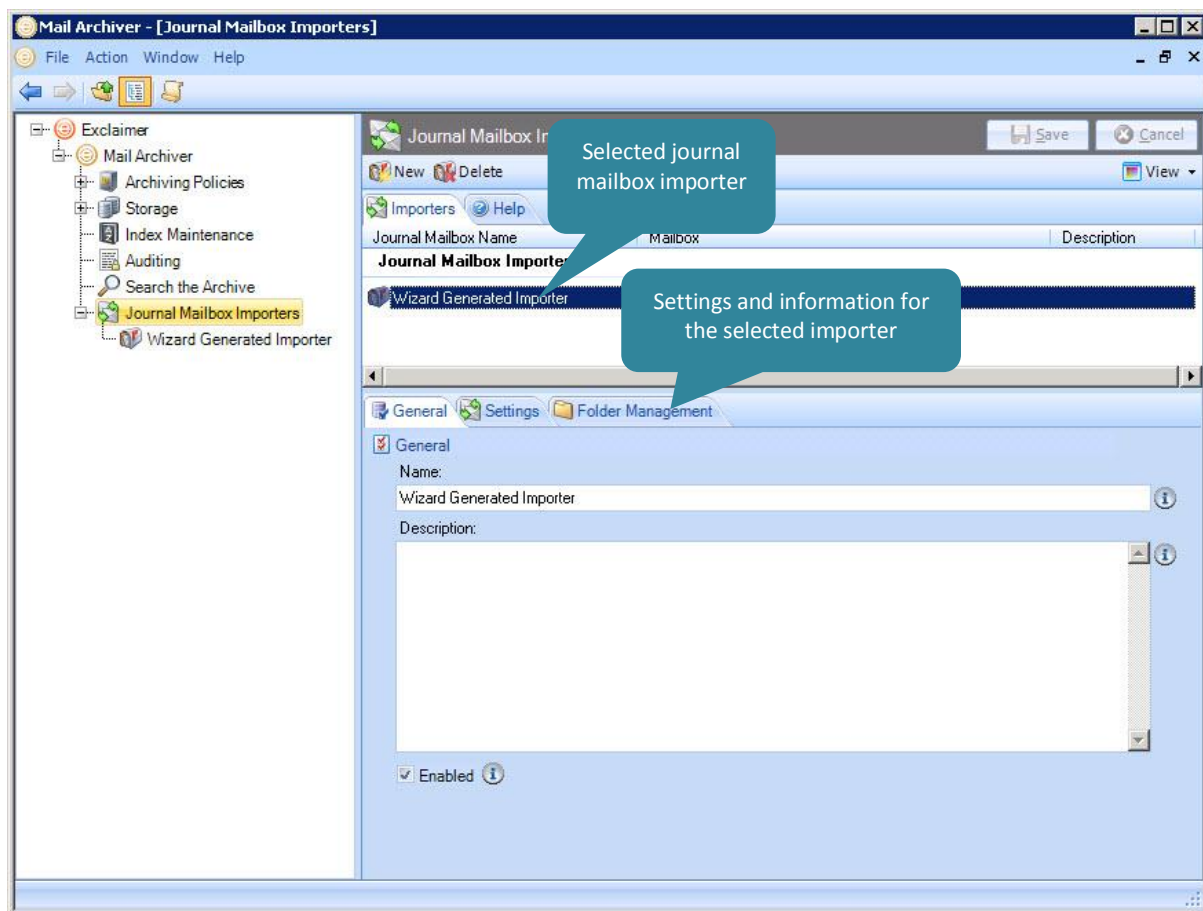 Mail Archiver - [Journal Mailbox Importers]
File Action Window Help
Exclaimer
Mail Archiver
Archiving Policies
Storage
Index Maintenance
Auditing
Search the Archive
Journal Mailbox Importers
Wizard Generated Importer
Journal Mailbox
Save Cancel
New Delete
View
Importers Help
Journal Mailbox Name Mailbox Description
Journal Mailbox
Wizard Generated Importer
Selected journal
mailbox importer
Settings and information for
the selected importer
General Settings Folder Management
General
Name:
Wizard Generated Importer
Description:
Enabled